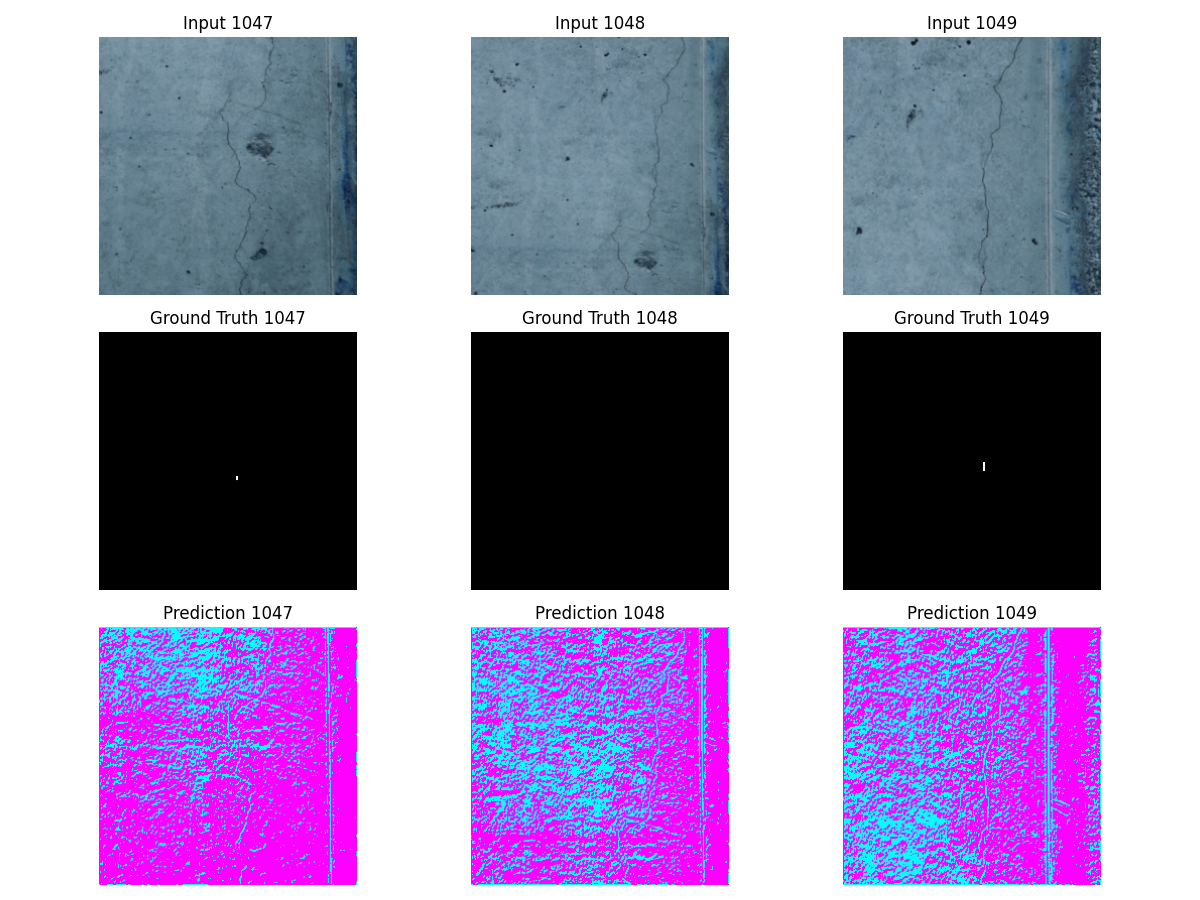 Input 1047
Input 1048
Input 1049
Ground Truth 1047
Ground Truth 1048
Ground Truth 1049
Prediction 1047
Prediction 1048
Prediction 1049